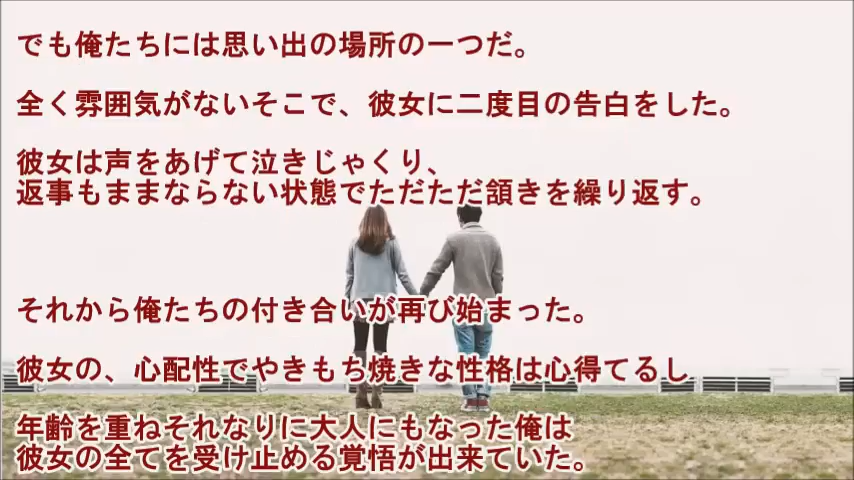 でも俺たちには思い出の場所の一つだ。
全く雰囲気がないそこで、彼女に二度目の告白をした。
彼女は声をあげて泣きじゃくり、
返事もままならない状態でただただ頷きを繰り返す。
それから俺たちの付き合いが再び始まった。
彼女の、心配性でやきもち焼きな性格は心得てるし
年齢を重ねそれなりに大人にもなった俺は
彼女の全てを受け止める覚悟が出来ていた。